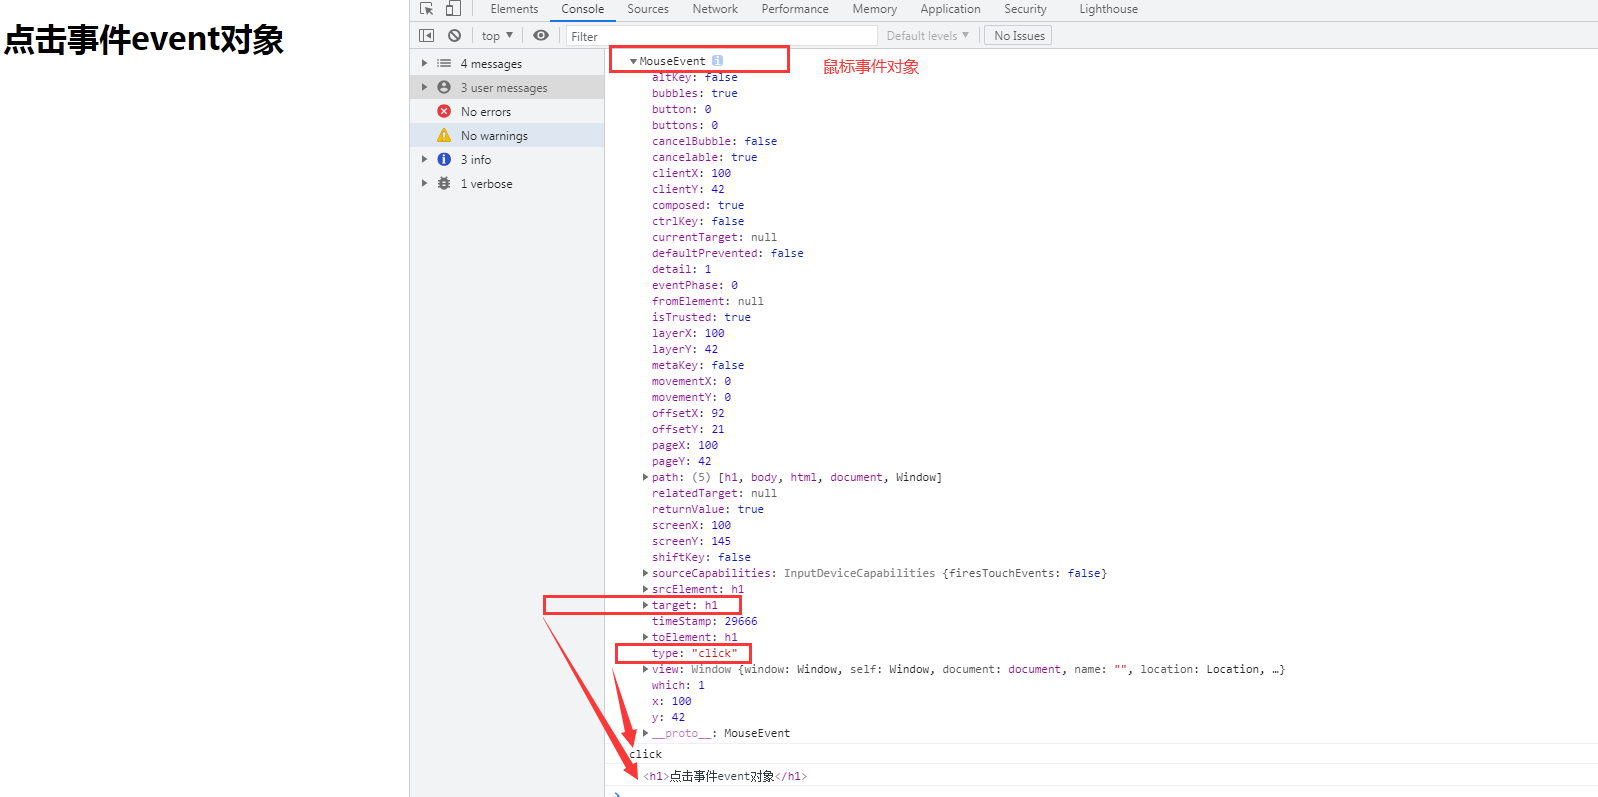 点击事件event对象
Elements Console Sources Network Performance Memory Application Security Lighthouse
top Filter Default levels No Issues
4 messages
3 user messages
No errors
No warnings
3 info
1 verbose
MouseEvent i
鼠标事件对象
altKey: false
bubbles: true
button: 0
buttons: 0
cancelBubble: false
cancelable: true
clientX: 100
clientY: 42
composed: true
ctrlKey: false
currentTarget: null
defaultPrevented: false
detail: 1
eventPhase: 0
fromElement: null
isTrusted: true
layerX: 100
layerY: 42
metaKey: false
movementX: 0
movementY: 0
offsetX: 92
offsetY: 21
pageX: 100
pageY: 42
path: (5) [h1, body, html, document, Window]
relatedTarget: null
returnValue: true
screenX: 100
screenY: 145
shiftKey: false
sourceCapabilities: InputDeviceCapabilities {firesTouchEvents: false}
srcElement: h1
target: h1
timeStamp: 29666
toElement: h1
type: "click"
view: Window {window: Window, self: Window, document: document, name: "", location: Location, …}
which: 1
x: 100
y: 42
__proto__: MouseEvent
click
<h1>点击事件event对象</h1>